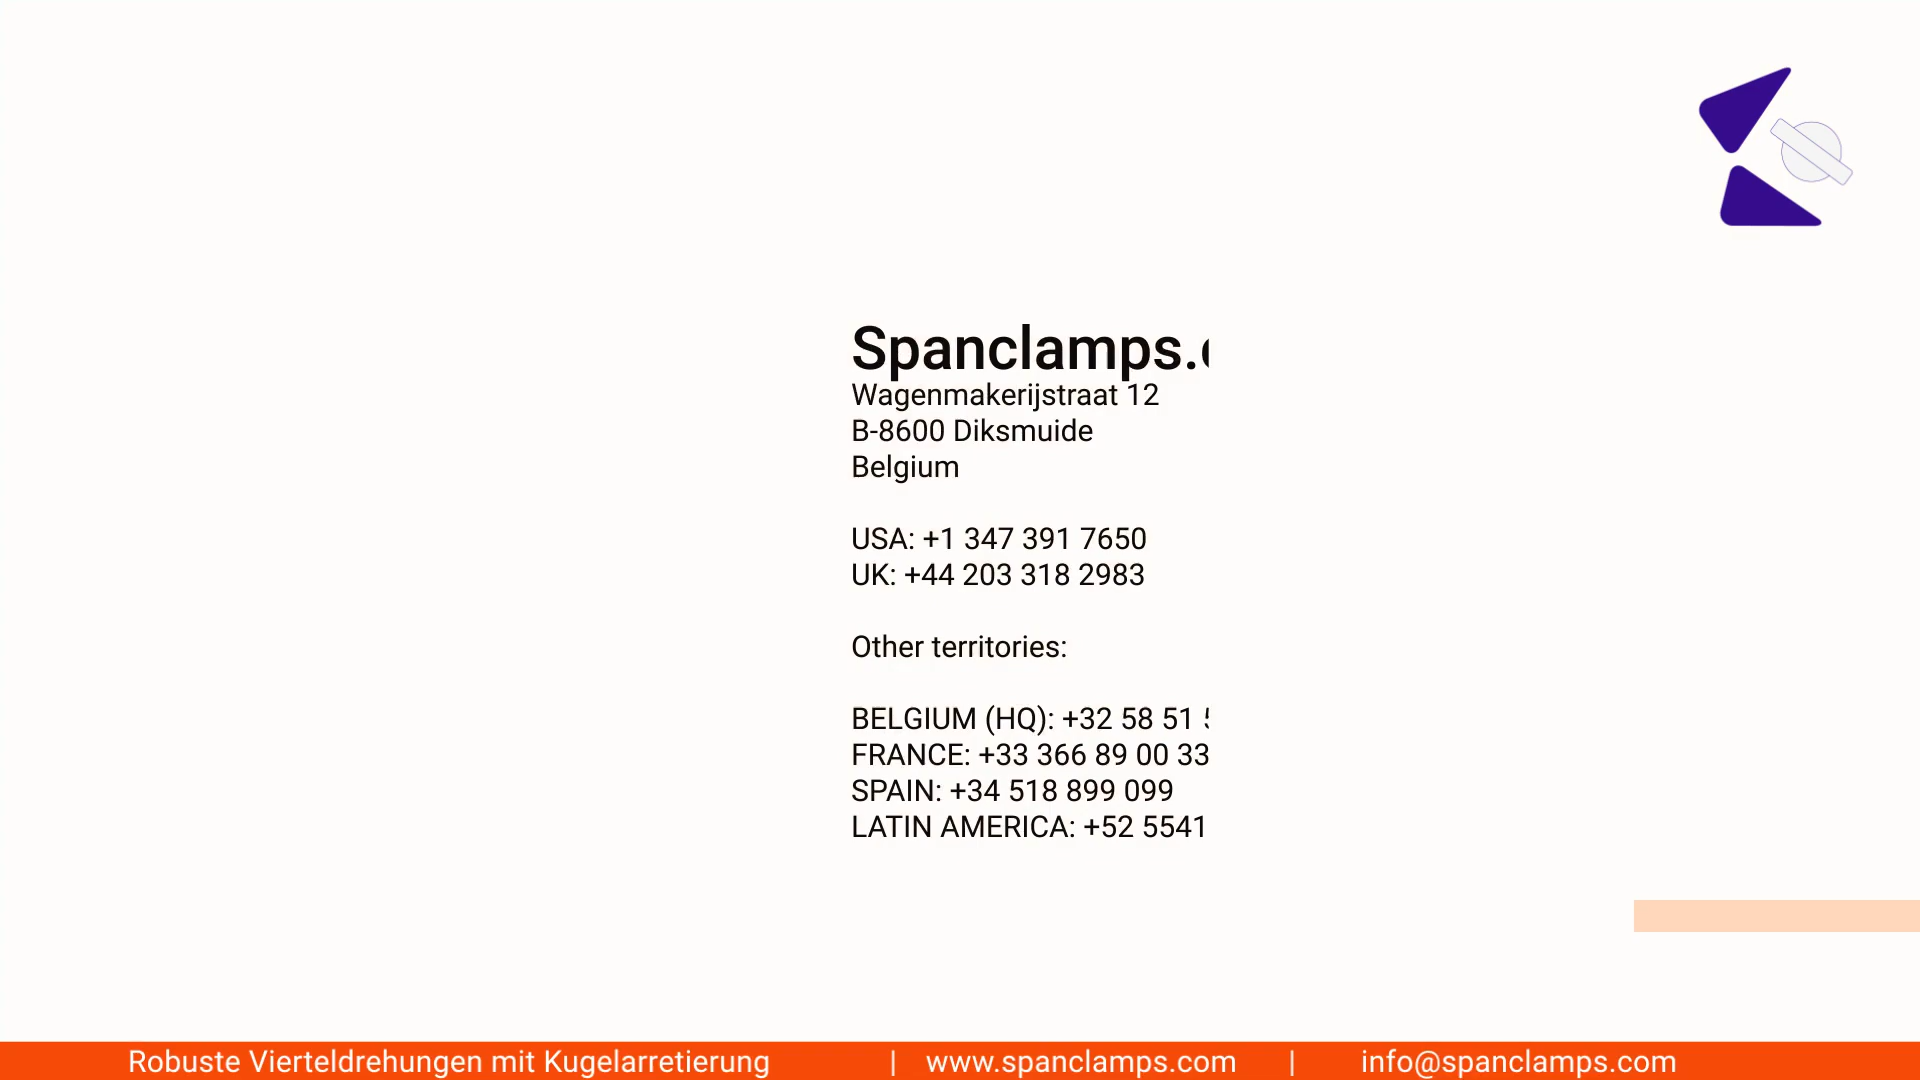 Spanclamps.
Wagenmakerijstraat 12
B-8600 Diksmuide
Belgium
USA: +1 347 391 7650
UK: +44 203 318 2983
Other territories:
BELGIUM (HQ): +32 58 51
FRANCE: +33 366 89 00 33
SPAIN: +34 518 899 099
LATIN AMERICA: +52 5541
Robuste Vierteldrehungen mit Kugelarretierung | www.spanclamps.com | info@spanclamps.com